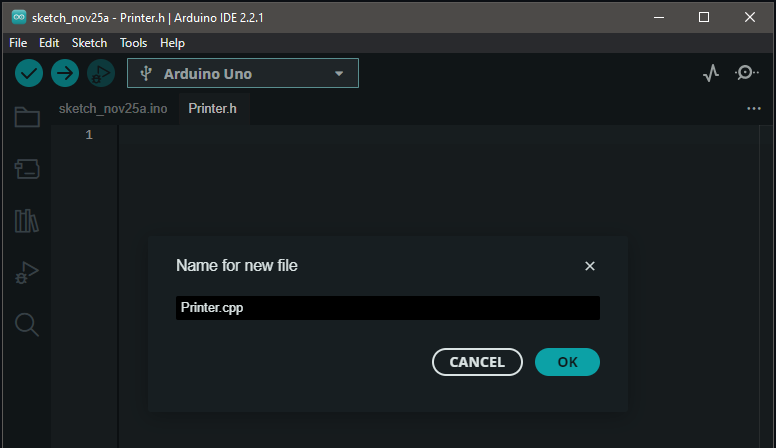 sketch_nov25a - Printer.h | Arduino IDE 2.2.1
File Edit Sketch Tools Help
Arduino Uno
sketch_nov25a.ino Printer.h
1
Name for new file
Printer.cpp
CANCEL OK